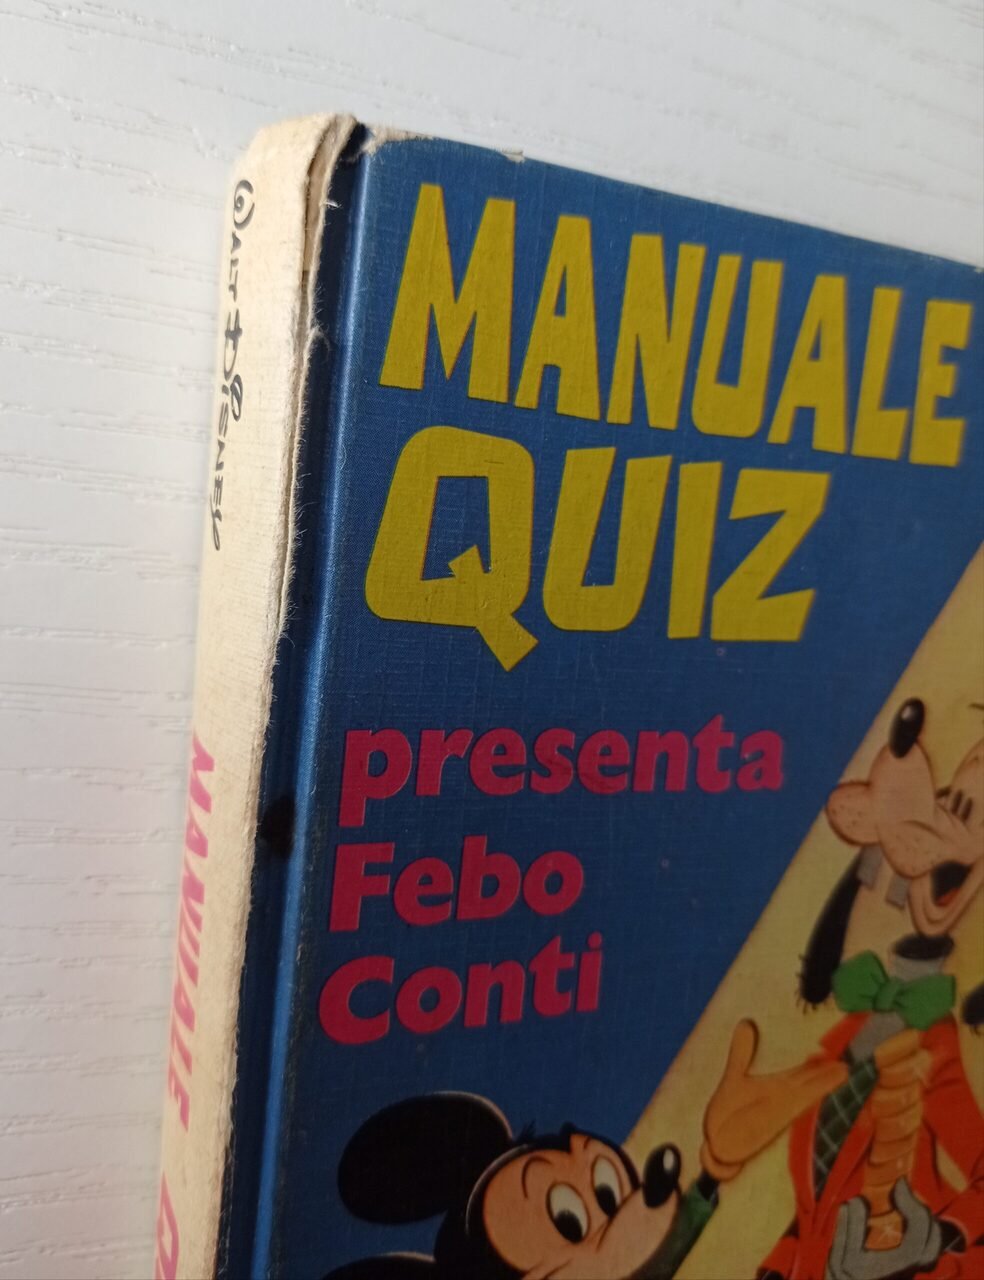 WALT DISNEY
MANUALE
MANUALE
QUIZ
presenta
Febo
Conti